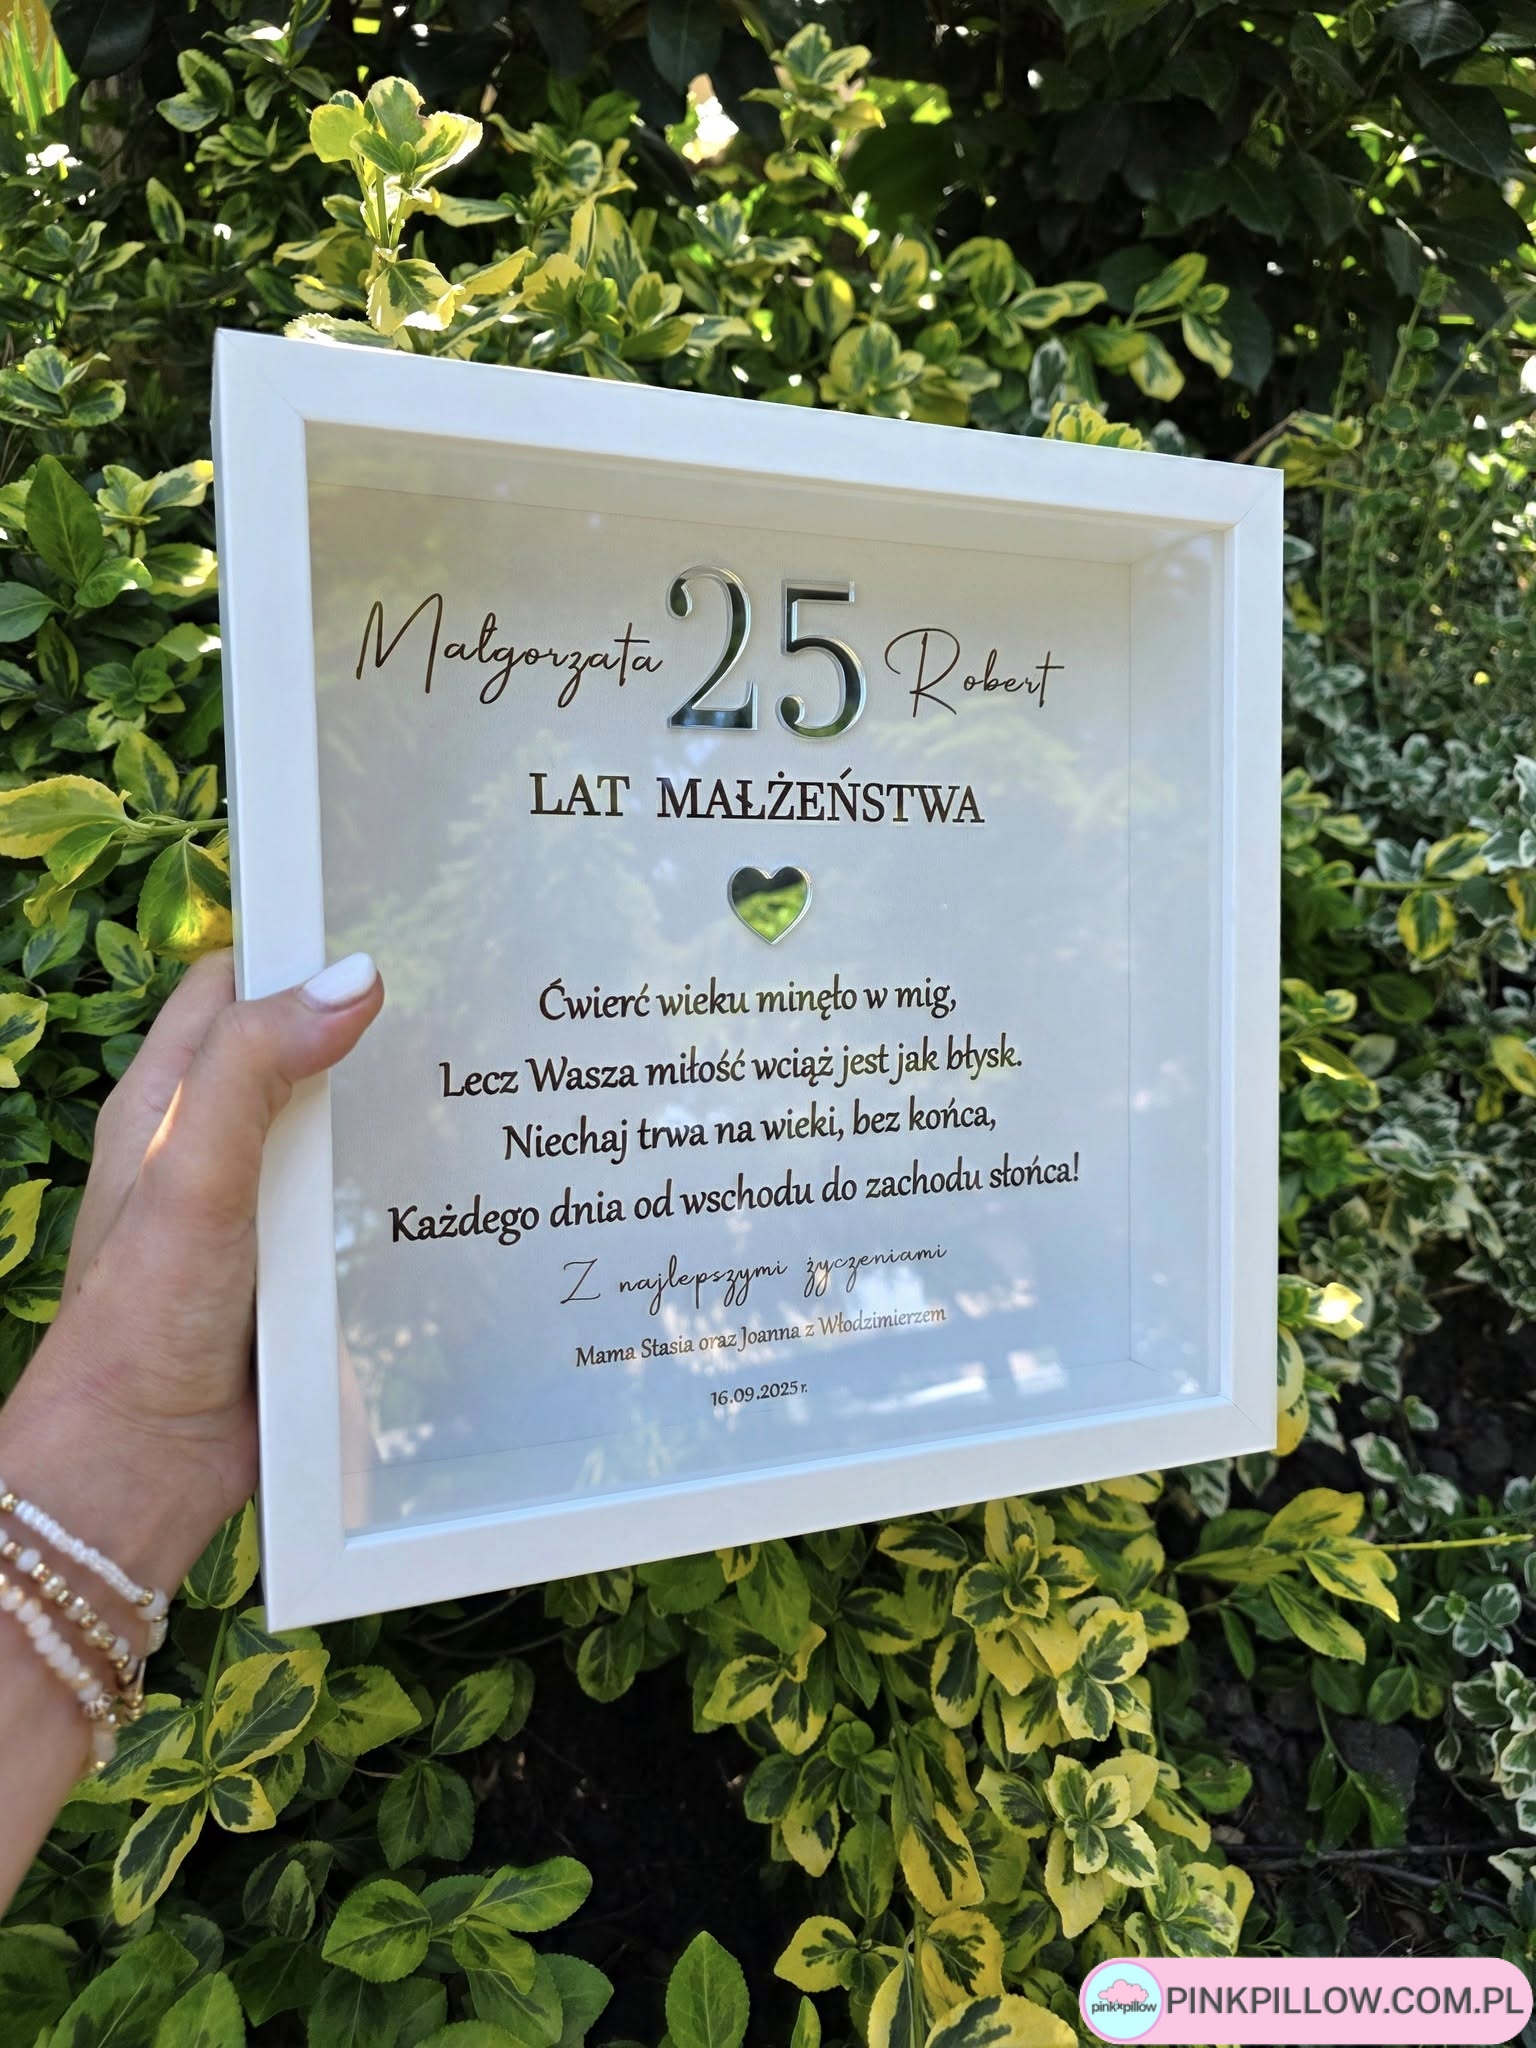 Małgorzata 25 Robert
LAT MAŁŻEŃSTWA
Ćwierć wieku minęło w mig,
Lecz Wasza miłość wciąż jest jak błysk.
Niechaj trwa na wieki, bez końca,
Każdego dnia od wschodu do zachodu słońca!
Z najlepszymi życzeniami
Mama Stasia oraz Joanna z Włodzimierzem
16.09.2025 r.
pink pillow PINKPILLOW.COM.PL